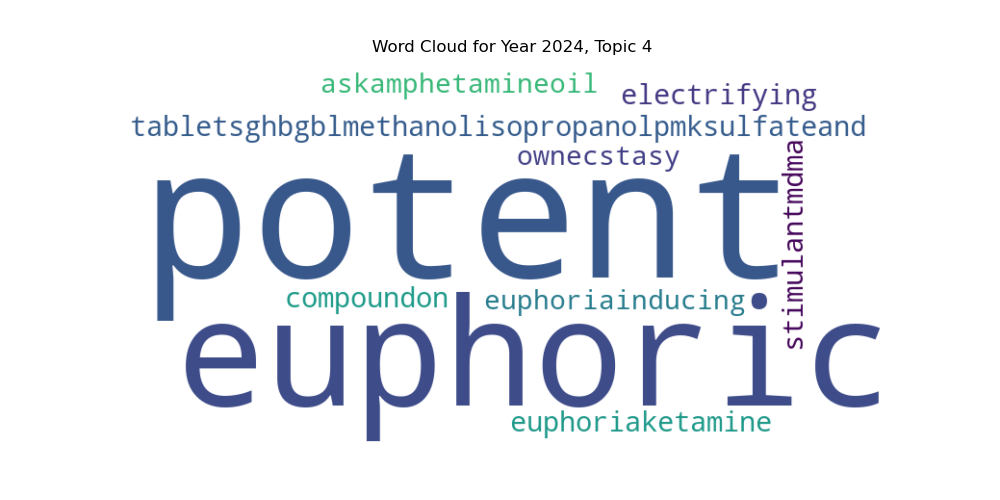 Word Cloud for Year 2024, Topic 4
askamphetamineoil
electrifying
tabletsghbgblmethanolisopropanolpmksulfateand
ownecstasy
potent
stimulantmdma
compoundon
euphoriainducing
euphoric
euphoriaketamine